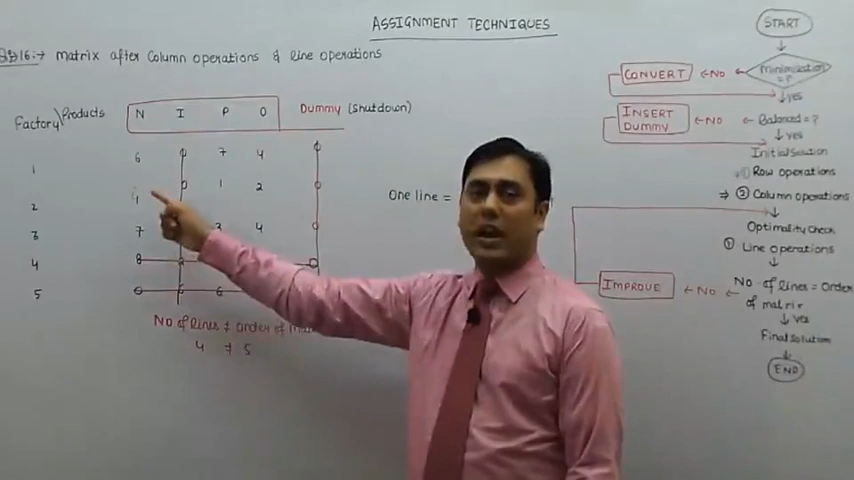 ASSIGNMENT TECHNIQUES
16:→ Matrix after Column operations & line operations
Factory\Products N I P O Dummy (Shutdown)
1 6 0 7 4 0
2 4 0 1 2 0
3 7 3 4 0
4 8 2
5 0 5 6
No of lines ≠ Order of
4 ≠ 5
One line =
START
Minimization =?
CONVERT ← NO ←
↓ yes
INSERT DUMMY ← NO ← Balanced = ?
↓ yes
Initial Solution
① Row operations
⇒ ② Column operations
Optimality Check
① Line operations
IMPROVE ← NO ← NO of lines = Order of matrix
↓ yes
Final Solution
END